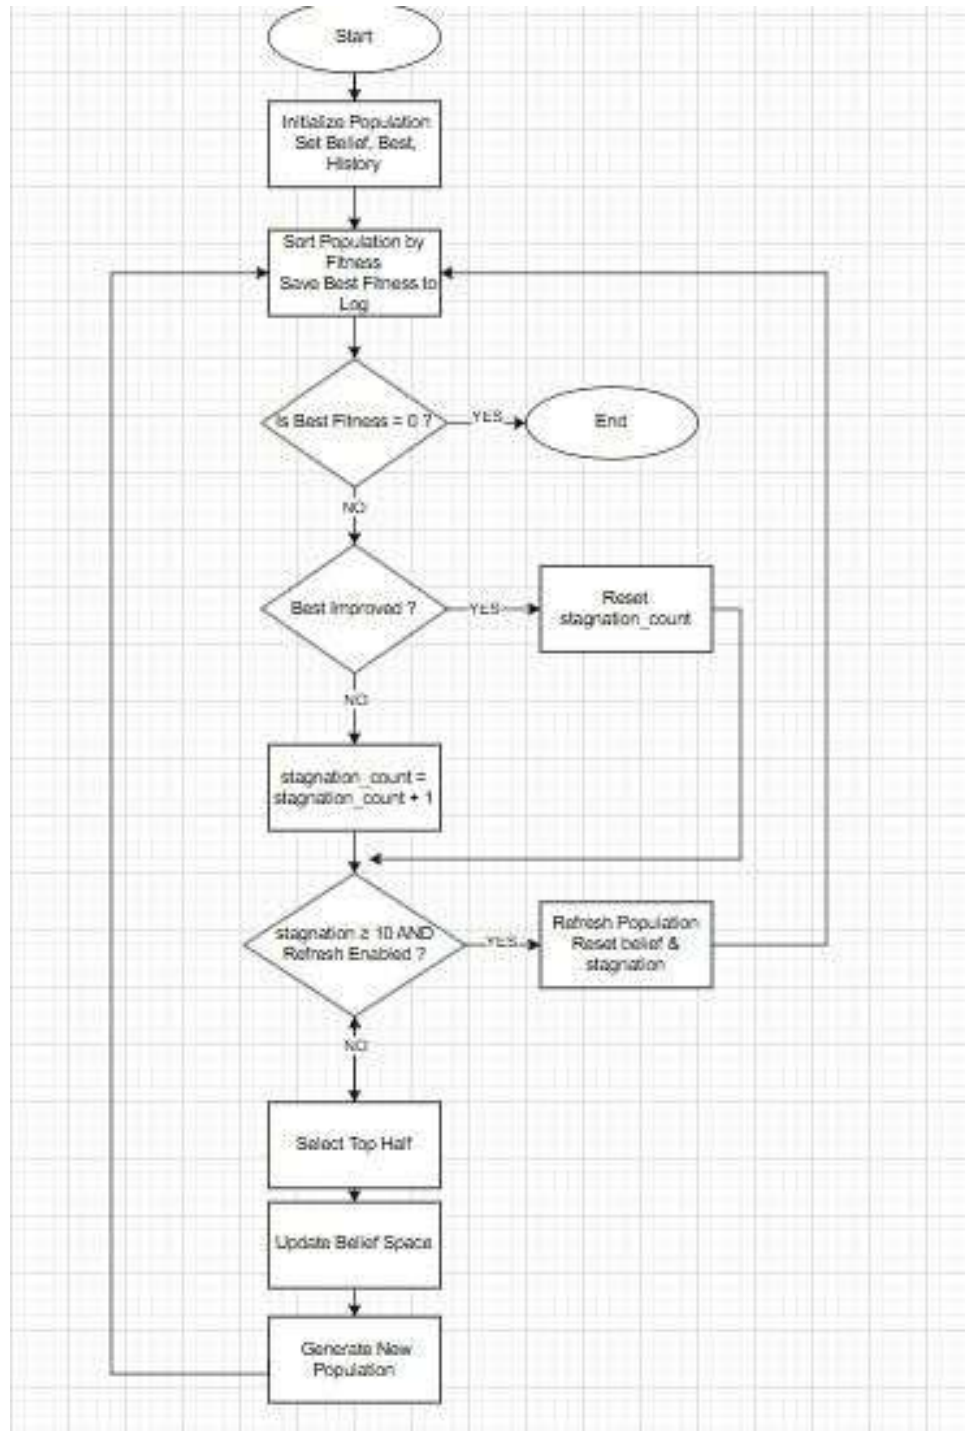 Start
Initialize Population
Set Belief, Best,
History
Sort Population by
Fitness
Save Best Fitness to
Log
Is Best Fitness = 0 ?
YES
End
NO
Best Improved ?
YES
Reset
stagnation_count
NO
stagnation_count =
stagnation_count + 1
stagnation ≥ 10 AND
Refresh Enabled ?
YES
Refresh Population
Reset belief &
stagnation
NO
Select Top Half
Update Belief Space
Generate New
Population